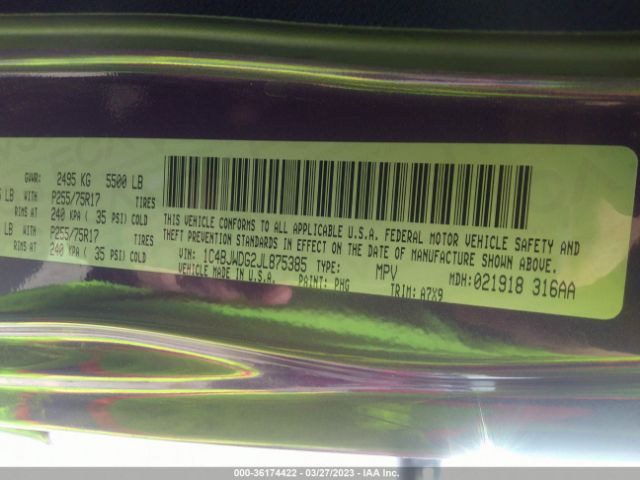 GVWR: 2495 KG 5500 LB
LB WITH P255/75R17 TIRES
RIMS AT 240 KPA ( 35 PSI) COLD
LB WITH P255/75R17 TIRES
RIMS AT 240 KPA ( 35 PSI) COLD
THIS VEHICLE CONFORMS TO ALL APPLICABLE U.S.A. FEDERAL MOTOR VEHICLE SAFETY AND
THEFT PREVENTION STANDARDS IN EFFECT ON THE DATE OF MANUFACTURE SHOWN ABOVE.
VIN: 1C4BJWDG2JL875385 TYPE: MPV MDH:021918 316AA
VEHICLE MADE IN U.S.A. PAINT: PHG TRIM: A7X9
000-36174422 — 03/27/2023 — IAA Inc.